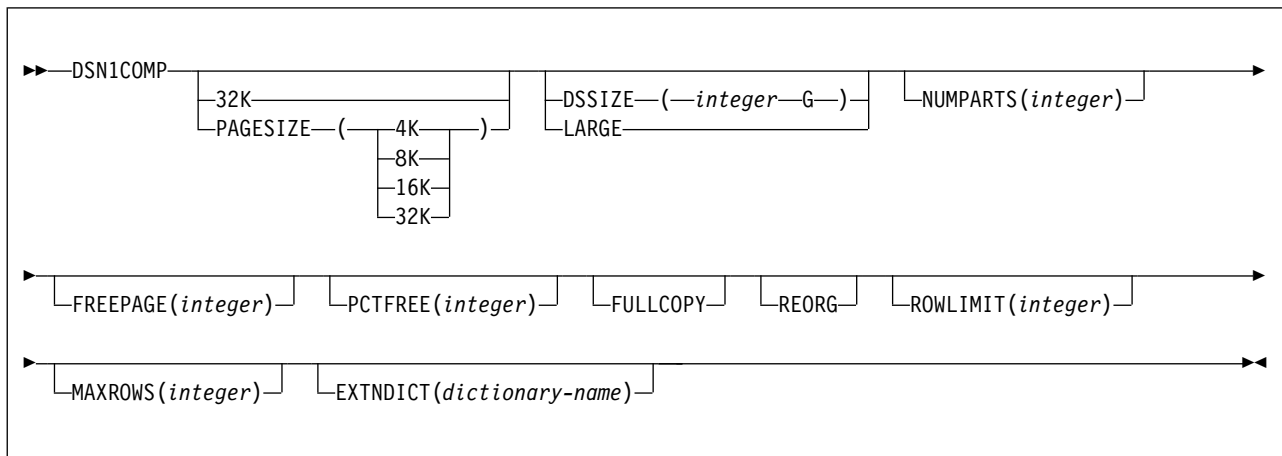 DSN1COMP
32K
PAGESIZE ( 4K )
8K
16K
32K
DSSIZE ( integer G )
LARGE
NUMPARTS(integer)
FREEPAGE(integer)
PCTFREE(integer)
FULLCOPY
REORG
ROWLIMIT(integer)
MAXROWS(integer)
EXTNDICT(dictionary-name)